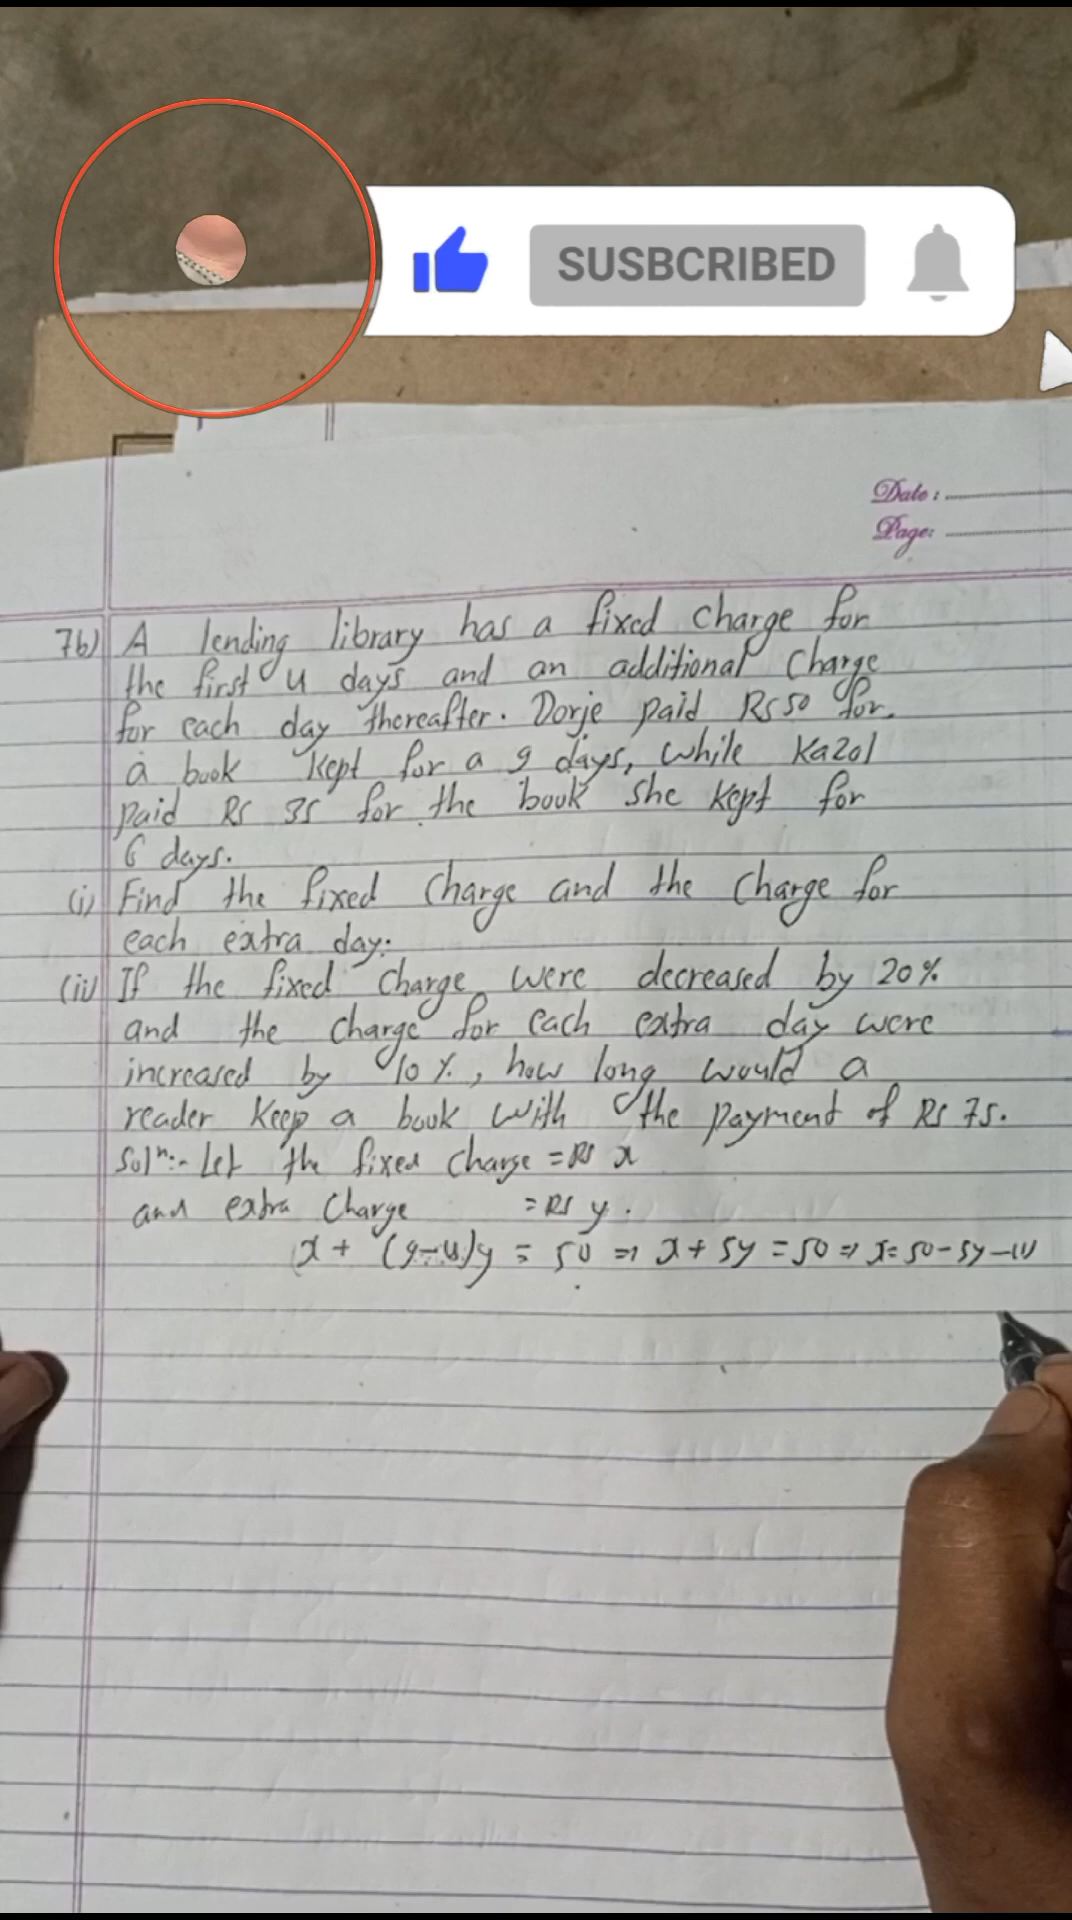 SUSBCRIBED
Date:
Page:
7b) A lending library has a fixed charge for
the first 4 days and an additional charge
for each day thereafter. Dorje paid Rs 50 for
a book kept for a 9 days, while Kazol
paid Rs 35 for the book she kept for
6 days.
(i) Find the fixed charge and the charge for
each extra day.
(ii) If the fixed charge were decreased by 20%
and the charge for each extra day were
increased by 10%, how long would a
reader keep a book with the payment of Rs 75.
Solⁿ:- Let the fixed charge = Rs x
and extra charge = Rs y.
x + (9-4)y = 50 ⇒ x + 5y = 50 ⇒ x = 50 - 5y - (i)